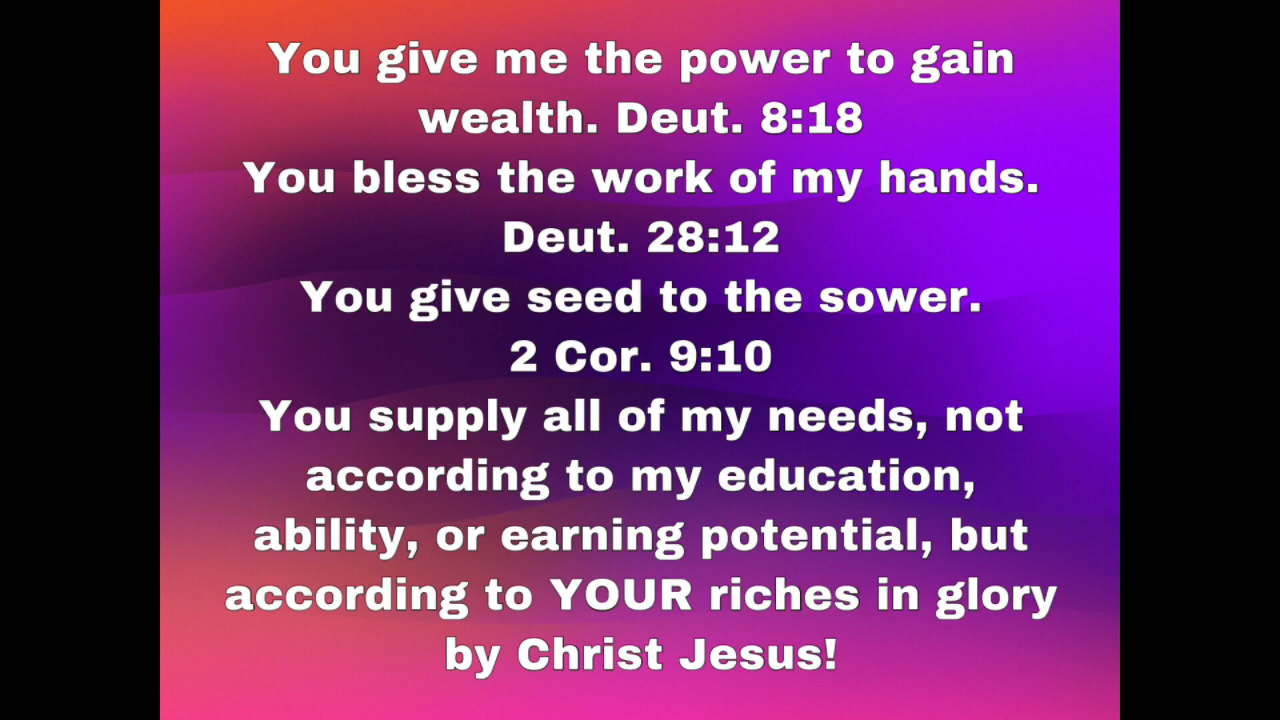 You give me the power to gain
wealth. Deut. 8:18
You bless the work of my hands.
Deut. 28:12
You give seed to the sower.
2 Cor. 9:10
You supply all of my needs, not
according to my education,
ability, or earning potential, but
according to YOUR riches in glory
by Christ Jesus!